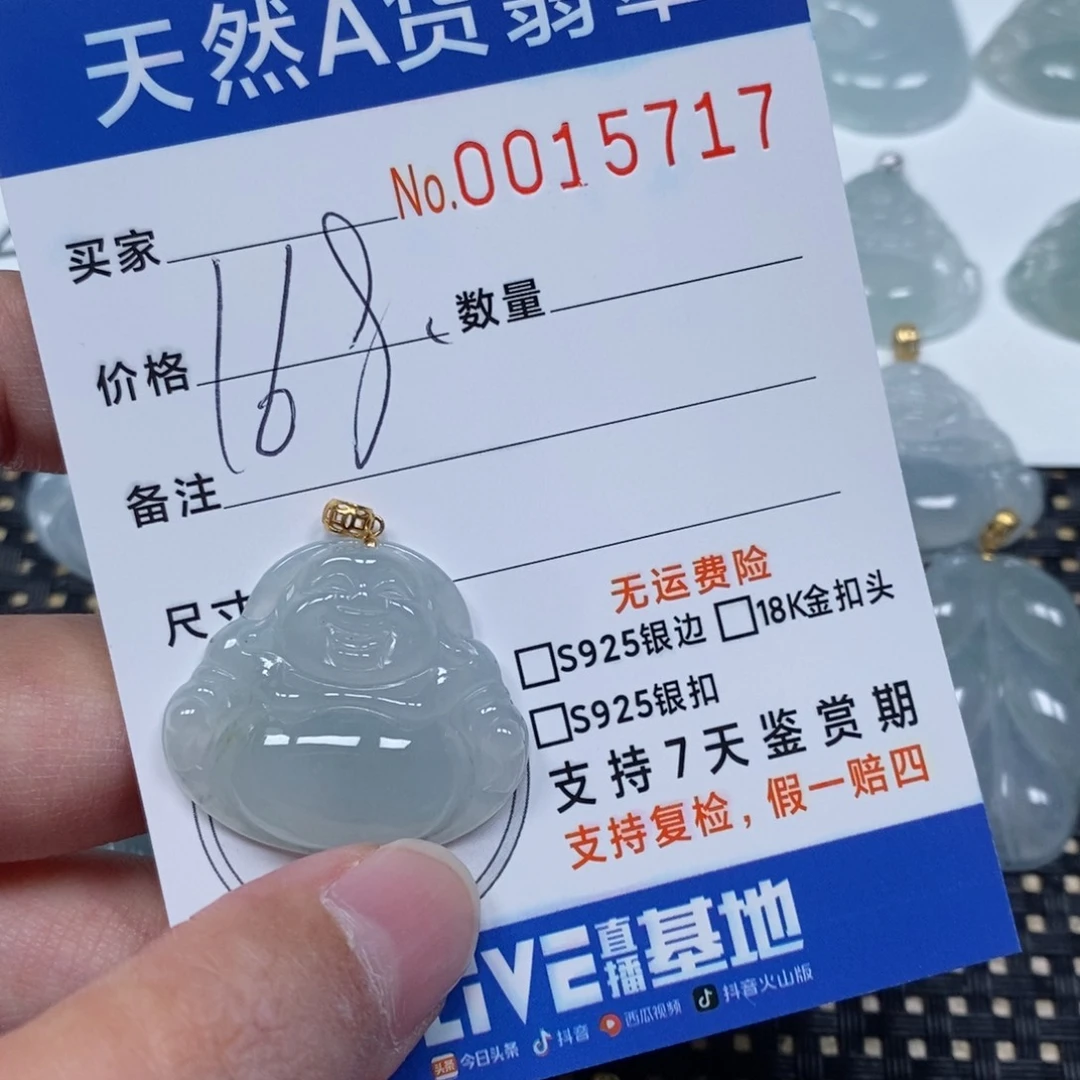 天然A货翡翠
No.0015717
买家
价格 168 数量
备注
尺寸
无运费险
□S925银边 □18K金扣头
□S925银扣
支持7天鉴赏期
支持复检，假一赔四
LIVE直播基地
头条 今日头条 抖音 西瓜视频 抖音火山版